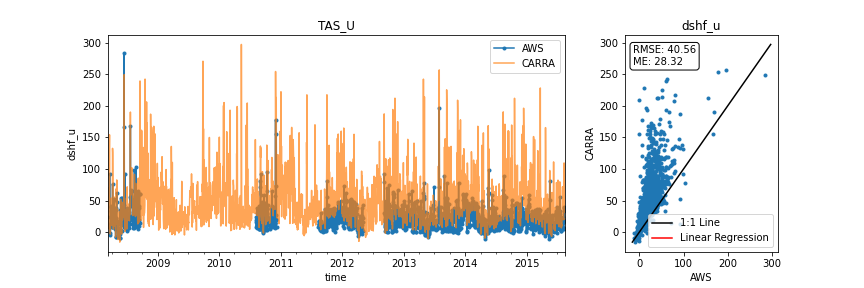 TAS_U
dshf_u
300
250
200
150
100
50
0
AWS
CARRA
2009
2010
2011
2012
2013
2014
2015
time
dshf_u
CARRA
300
250
200
150
100
50
0
RMSE: 40.56
ME: 28.32
1:1 Line
Linear Regression
0
100
200
300
AWS